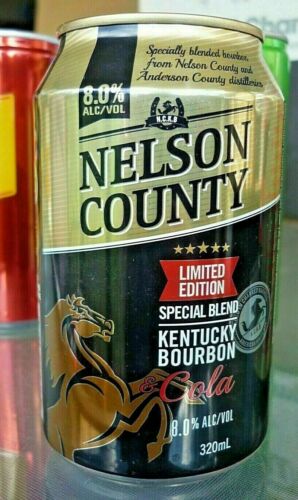 Specially blended bourbon,
from Nelson County and
Anderson County distilleries
8.0%
ALC/VOL
N.C.K.B
NELSON
COUNTY
LIMITED
EDITION
SPECIAL BLEND
KENTUCKY
BOURBON
& Cola
8.0% ALC/VOL
320mL